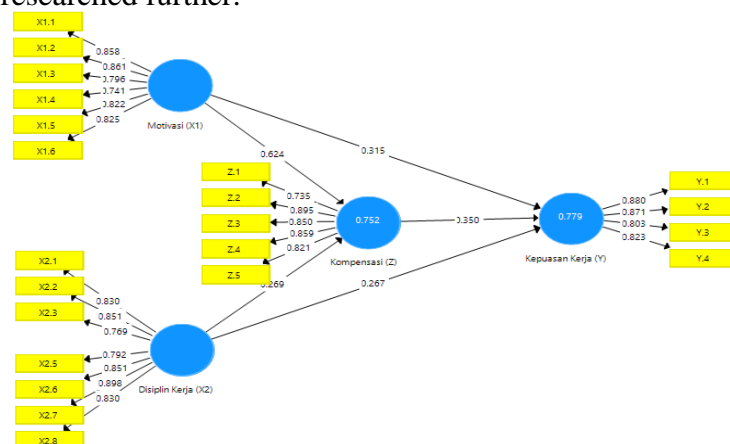 researched further.
X1.1
X1.2
X1.3
X1.4
X1.5
X1.6
0.858
0.861
0.796
0.741
0.822
0.825
Motivasi (X1)
0.624
0.315
Z.1
Z.2
Z.3
Z.4
Z.5
0.735
0.895
0.850
0.859
0.821
0.752
Kompensasi (Z)
0.350
0.779
Kepuasan Kerja (Y)
0.880
0.871
0.803
0.823
Y.1
Y.2
Y.3
Y.4
0.269
0.267
X2.1
X2.2
X2.3
X2.5
X2.6
X2.7
X2.8
0.830
0.851
0.769
0.792
0.851
0.898
0.830
Disiplin Kerja (X2)